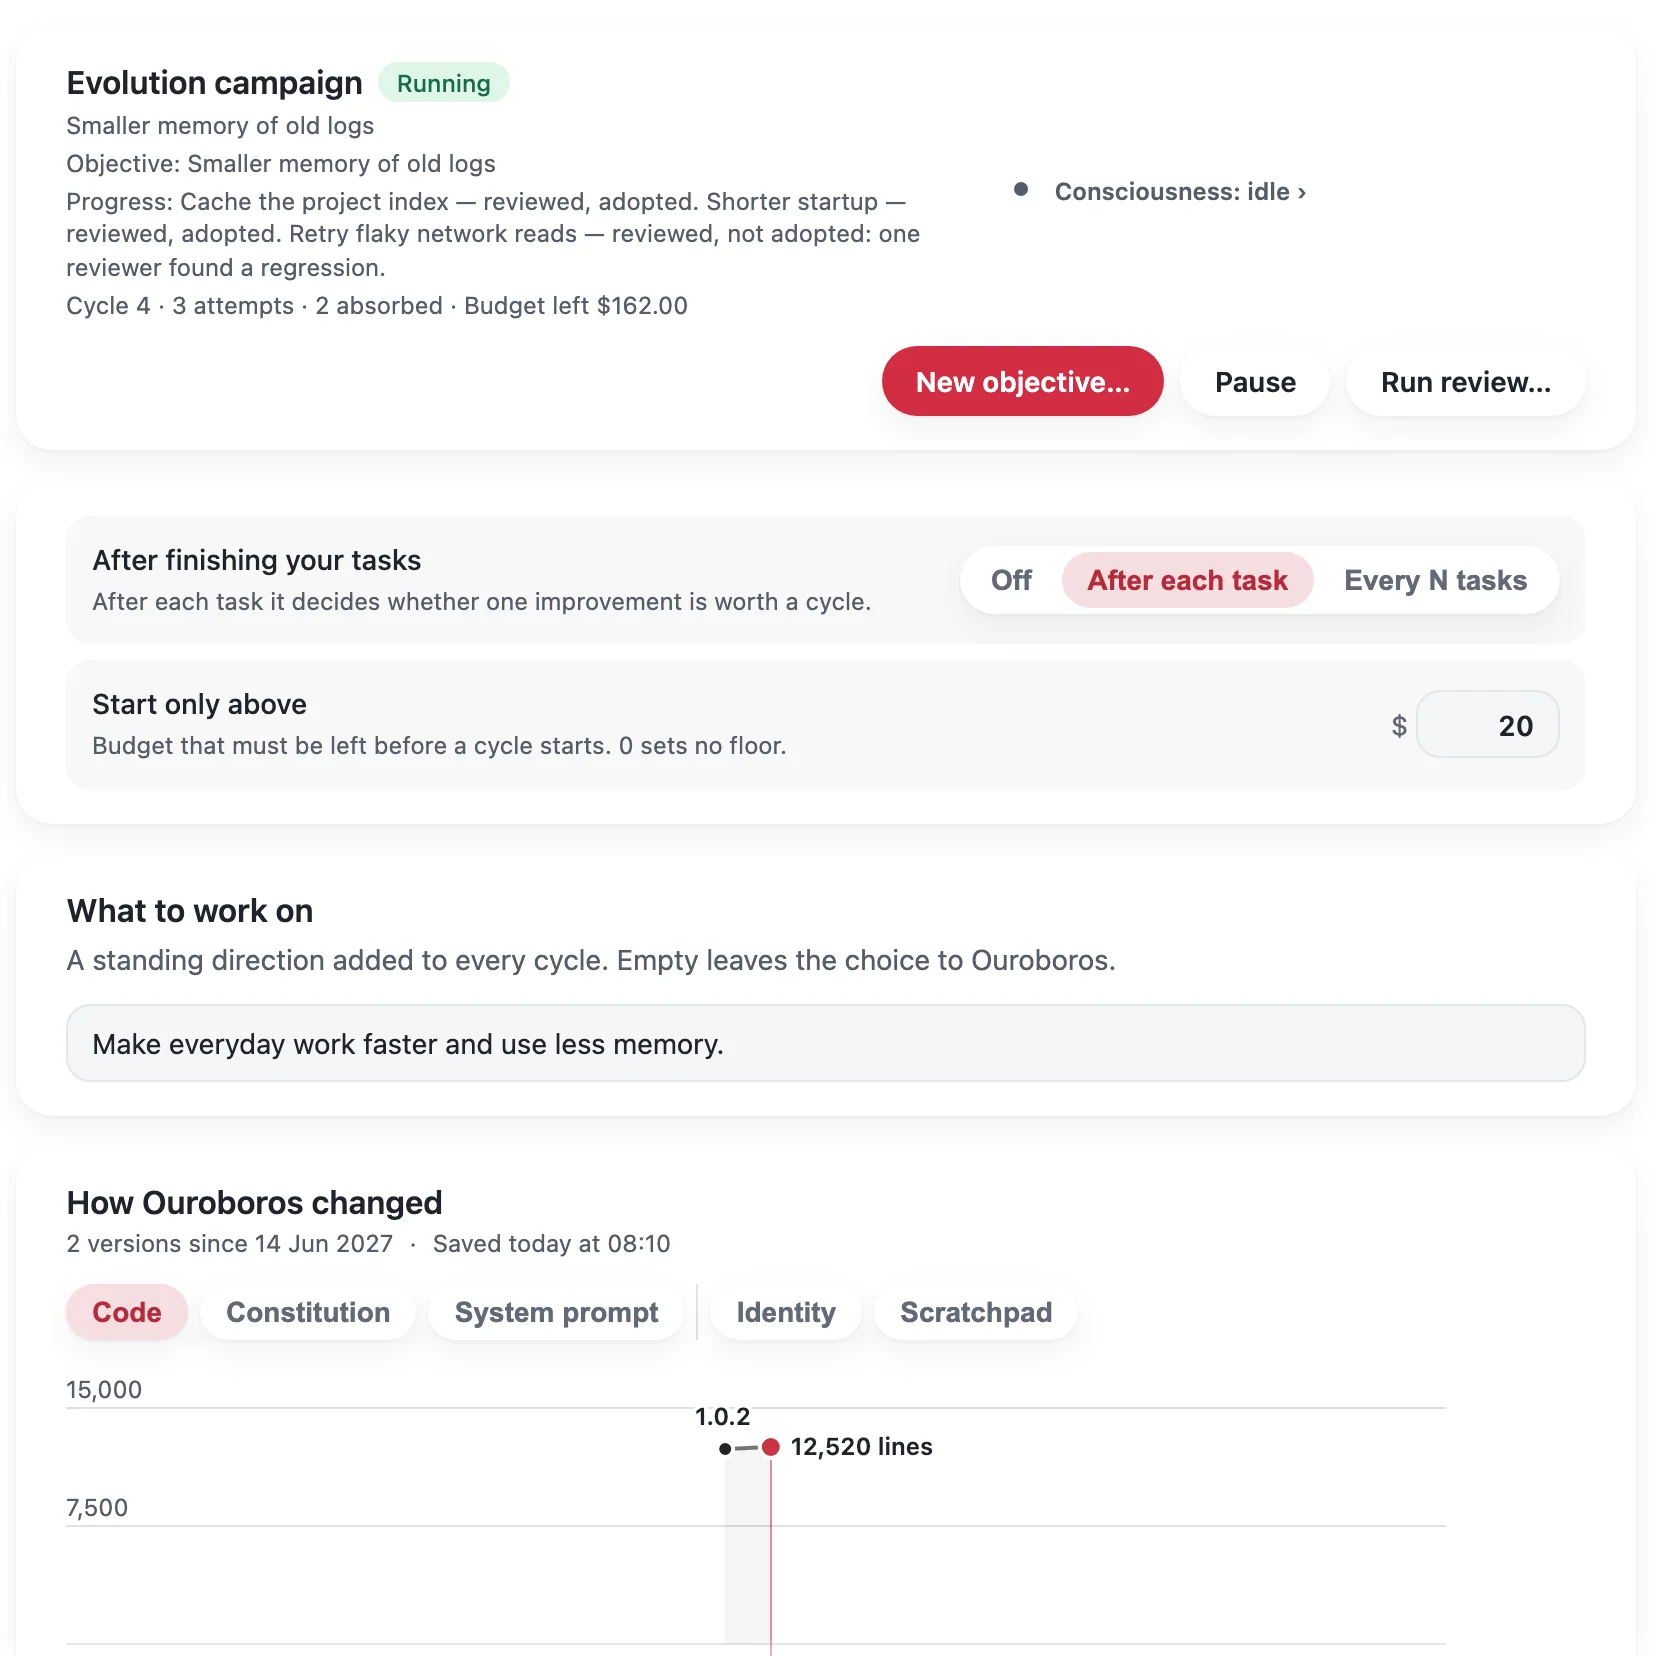 Evolution campaign
Running
Smaller memory of old logs
Objective: Smaller memory of old logs
Progress: Cache the project index — reviewed, adopted. Shorter startup —
reviewed, adopted. Retry flaky network reads — reviewed, not adopted: one
reviewer found a regression.
Cycle 4 · 3 attempts · 2 absorbed · Budget left $162.00
Consciousness: idle ›
New objective...
Pause
Run review...
After finishing your tasks
After each task it decides whether one improvement is worth a cycle.
Off
After each task
Every N tasks
Start only above
Budget that must be left before a cycle starts. 0 sets no floor.
$ 20
What to work on
A standing direction added to every cycle. Empty leaves the choice to Ouroboros.
Make everyday work faster and use less memory.
How Ouroboros changed
2 versions since 14 Jun 2027 · Saved today at 08:10
Code
Constitution
System prompt
Identity
Scratchpad
15,000
1.0.2
12,520 lines
7,500